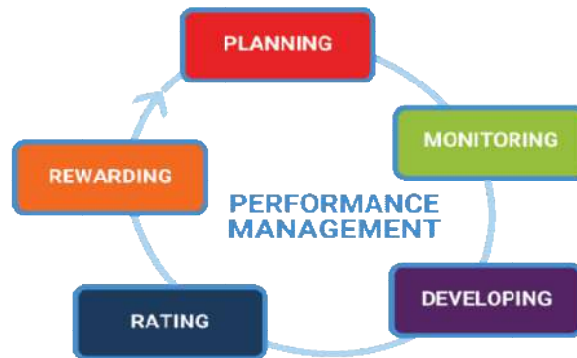 PLANNING
MONITORING
DEVELOPING
RATING
REWARDING
PERFORMANCE
MANAGEMENT